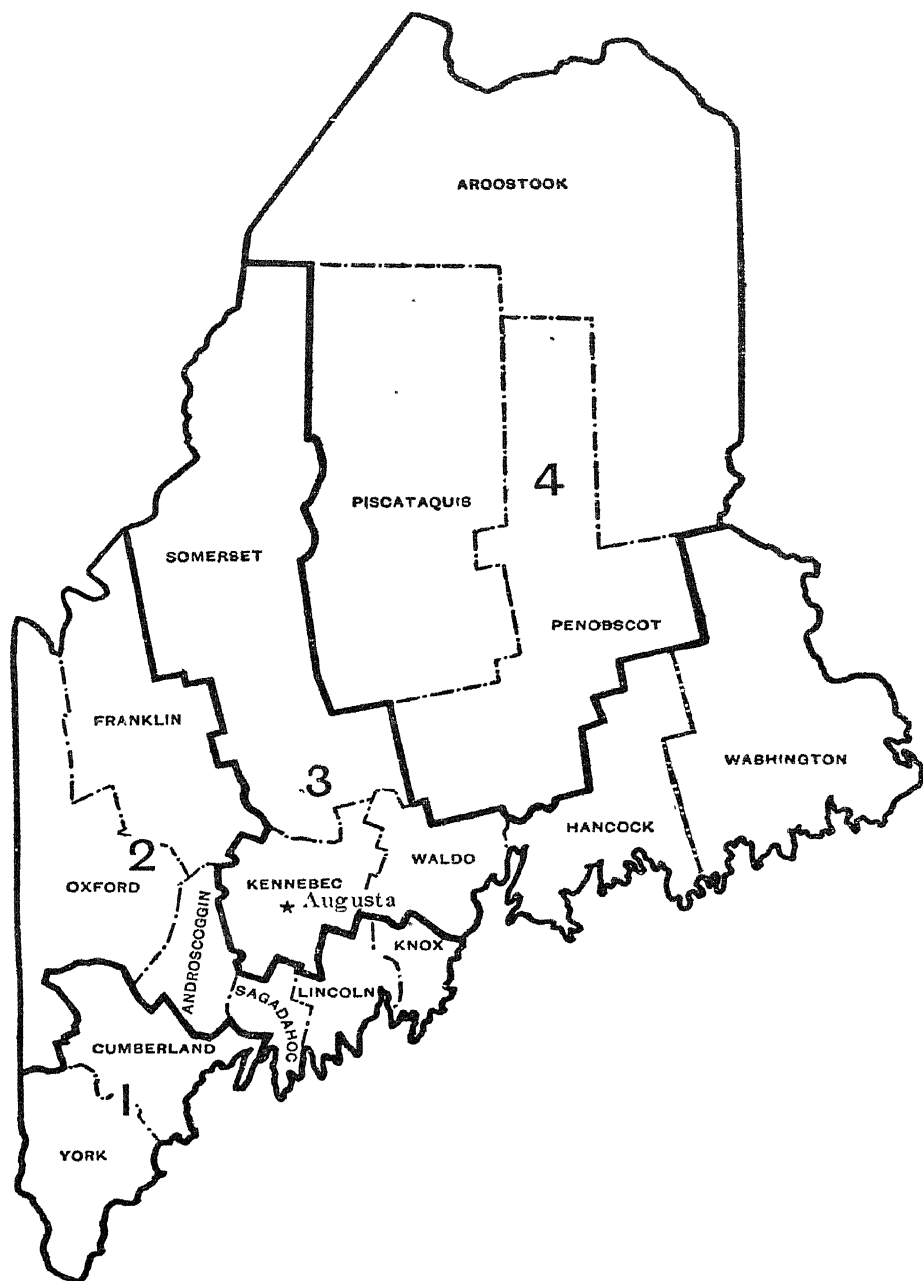 AROOSTOOK
4
PISCATAQUIS
SOMERSET
PENOBSCOT
FRANKLIN
WASHINGTON
3
HANCOCK
2
WALDO
OXFORD
KENNEBEC
★ Augusta
KNOX
ANDROSCOGGIN
SAGADAHOC
LINCOLN
CUMBERLAND
1
YORK